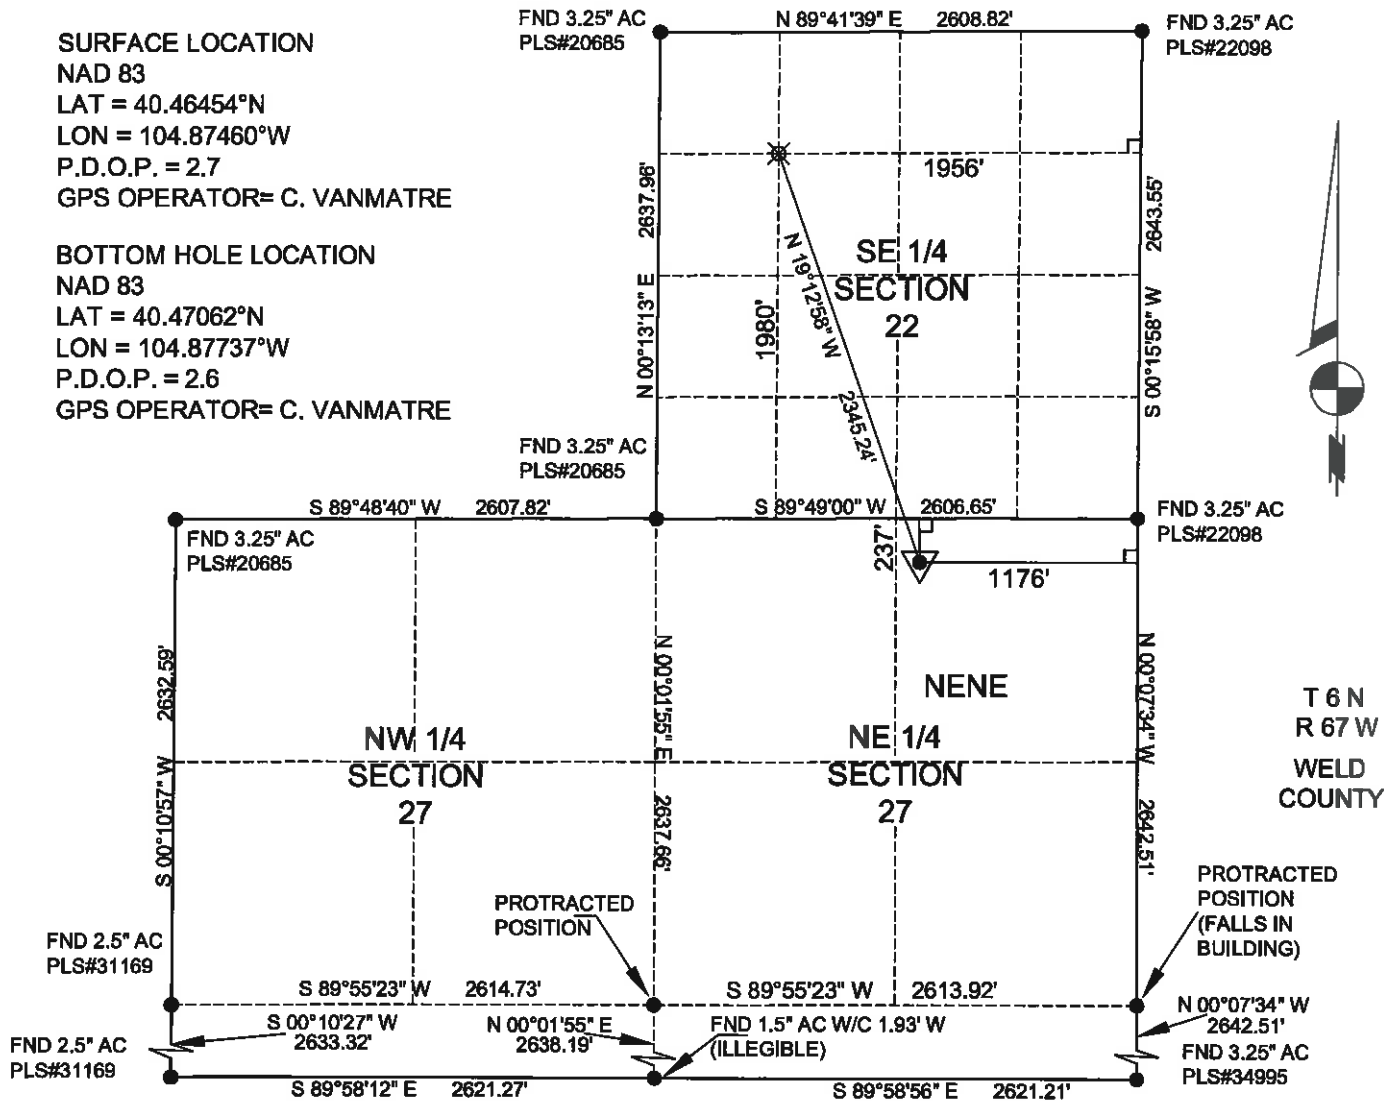 SURFACE LOCATION
NAD 83
LAT = 40.46454°N
LON = 104.87460°W
P.D.O.P. = 2.7
GPS OPERATOR= C. VANMATRE
BOTTOM HOLE LOCATION
NAD 83
LAT = 40.47062°N
LON = 104.87737°W
P.D.O.P. = 2.6
GPS OPERATOR= C. VANMATRE
FND 3.25" AC
PLS#20685
N 89°41'39" E 2608.82'
FND 3.25" AC
PLS#22098
1956'
2637.96'
N 00°13'13" E
2643.55'
S 00°15'58" W
SE 1/4
SECTION
22
1980'
N 19°12'58" W
2345.24'
N
FND 3.25" AC
PLS#20685
S 89°48'40" W 2607.82'
S 89°49'00" W 2606.65'
FND 3.25" AC
PLS#22098
FND 3.25" AC
PLS#20685
237'
1176'
2632.59'
S 00°10'57" W
N 00°01'55" E
2637.66'
N 00°07'34" W
2642.51'
NENE
NW 1/4
SECTION
27
NE 1/4
SECTION
27
T 6 N
R 67 W
WELD
COUNTY
PROTRACTED
POSITION
PROTRACTED
POSITION
(FALLS IN
BUILDING)
FND 2.5" AC
PLS#31169
S 89°55'23" W 2614.73'
S 89°55'23" W 2613.92'
S 00°10'27" W
2633.32'
N 00°01'55" E
2638.19'
FND 1.5" AC W/C 1.93' W
(ILLEGIBLE)
N 00°07'34" W
2642.51'
FND 2.5" AC
PLS#31169
FND 3.25" AC
PLS#34995
S 89°58'12" E 2621.27'
S 89°58'56" E 2621.21'